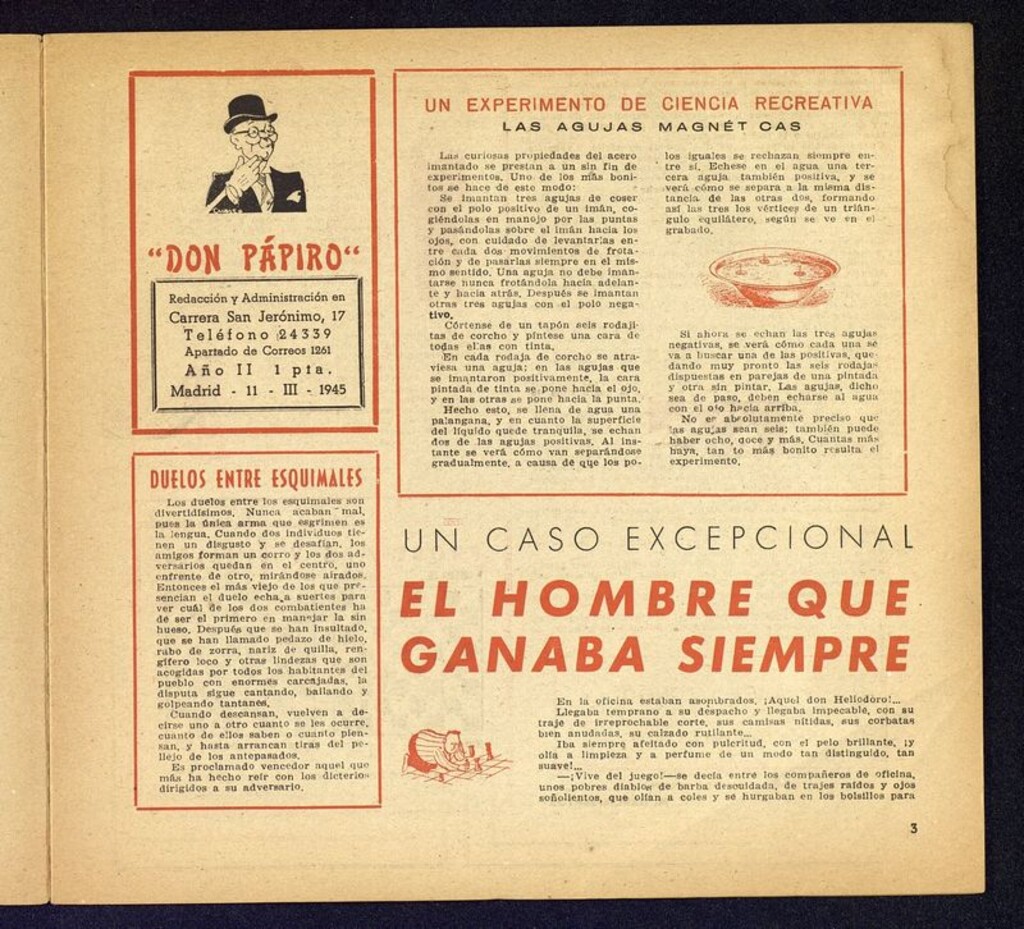 "DON PÁPIRO"
Redacción y Administración en
Carrera San Jerónimo, 17
Teléfono 24339
Apartado de Correos 1261
Año II 1 pta.
Madrid - 11 - III - 1945
DUELOS ENTRE ESQUIMALES
Los duelos entre los esquimales son
divertidísimos. Nunca acaban mal,
pues la única arma que esgrimen es
la lengua. Cuando dos individuos tie-
nen un disgusto y se desafían, los
amigos forman un corro y los dos ad-
versarios quedan en el centro, uno
enfrente de otro, mirándose airados.
Entonces el más viejo de los que pre-
sencian el duelo echa a suertes para
ver cuál de los dos combatientes ha
de ser el primero en manejar la sin
hueso. Después que se han insultado,
que se han llamado pedazo de hielo,
rabo de zorra, nariz de quilla, ren-
gífero loco y otras lindezas que son
acogidas por todos los habitantes del
pueblo con enormes carcajadas, la
disputa sigue cantando, bailando y
golpeando tantanes.
Cuando descansan, vuelven a de-
cirse uno a otro cuanto se les ocurre,
cuanto de ellos saben o cuanto pien-
san, y hasta arrancan tiras del pe-
llejo de los antepasados.
Es proclamado vencedor aquel que
más ha hecho reír con los dicterios
dirigidos a su adversario.
UN EXPERIMENTO DE CIENCIA RECREATIVA
LAS AGUJAS MAGNÉT CAS
Las curiosas propiedades del acero
imantado se prestan a un sin fin de
experimentos. Uno de los más boni-
tos se hace de este modo:
Se imantan tres agujas de coser
con el polo positivo de un imán, co-
giéndolas en manojo por las puntas
y pasándolas sobre el imán hacia los
ojos, con cuidado de levantarlas en-
tre cada dos movimientos de frota-
ción y de pasarlas siempre en el mis-
mo sentido. Una aguja no debe iman-
tarse nunca frotándola hacia adelan-
te y hacia atrás. Después se imantan
otras tres agujas con el polo nega-
tivo.
Córtense de un tapón seis rodaji-
tas de corcho y píntese una cara de
todas ellas con tinta.
En cada rodaja de corcho se atra-
viesa una aguja; en las agujas que
se imantaron positivamente, la cara
pintada de tinta se pone hacia el ojo,
y en las otras se pone hacia la punta.
Hecho esto, se llena de agua una
palangana, y en cuanto la superficie
del líquido quede tranquila, se echan
dos de las agujas positivas. Al ins-
tante se verá cómo van separándose
gradualmente, a causa de que los po-
los iguales se rechazan siempre en-
tre sí. Echese en el agua una ter-
cera aguja también positiva, y se
verá cómo se separa a la misma dis-
tancia de las otras dos, formando
así las tres los vértices de un trián-
gulo equilátero, según se ve en el
grabado.
Si ahora se echan las tres agujas
negativas, se verá cómo cada una se
va a buscar una de las positivas, que-
dando muy pronto las seis rodajas
dispuestas en parejas de una pintada
y otra sin pintar. Las agujas, dicho
sea de paso, deben echarse al agua
con el ojo hacia arriba.
No es absolutamente preciso que
las agujas sean seis; también puede
haber ocho, doce y más. Cuantas más
haya, tan to más bonito resulta el
experimento.
UN CASO EXCEPCIONAL
EL HOMBRE QUE
GANABA SIEMPRE
En la oficina estaban asombrados. ¡Aquel don Heliodoro!...
Llegaba temprano a su despacho y llegaba impecable, con su
traje de irreprochable corte, sus camisas nítidas, sus corbatas
bien anudadas, su calzado rutilante...
Iba siempre afeitado con pulcritud, con el pelo brillante, ¡y
olía a limpieza y a perfume de un modo tan distinguido, tan
suave!...
—¡Vive del juego!—se decía entre los compañeros de oficina,
unos pobres diablos de barba descuidada, de trajes raídos y ojos
soñolientos, que olían a coles y se hurgaban en los bolsillos para
3